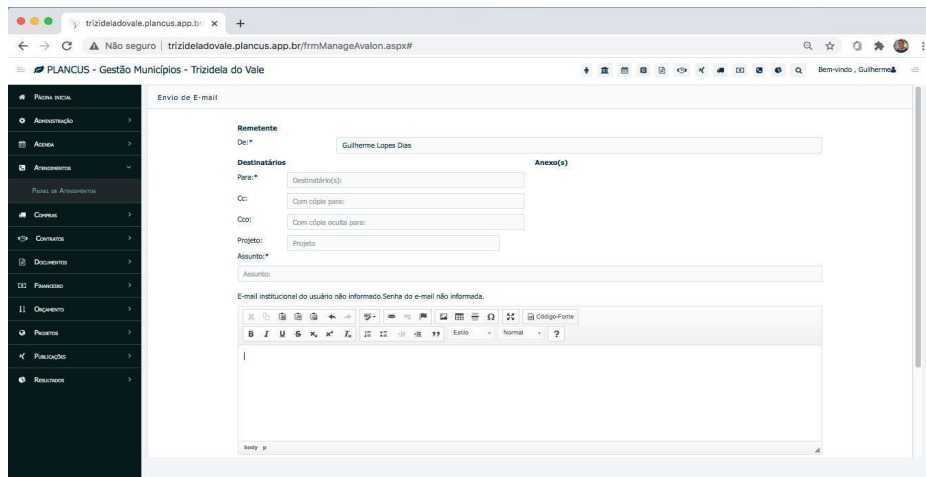 trizideladovale.plancus.app.br/
Não seguro | trizideladovale.plancus.app.br/frmManageAvalon.aspx#
PLANCUS - Gestão Municípios - Trizidela do Vale
Bem-vindo , Guilherme
Página inicial
Administração
Agenda
Atendimentos
Painel de Atendimentos
Compras
Contratos
Documentos
Financeiro
Orçamento
Projetos
Publicações
Resultados
Envio de E-mail
Remetente
De:* Guilherme Lopes Dias
Destinatários Anexo(s)
Para:* Destinatário(s):
Cc: Com cópia para:
Cco: Com cópia oculta para:
Projeto: Projeto
Assunto:*
Assunto:
E-mail institucional do usuário não informado.Senha do e-mail não informada.
Código-Fonte
B I U S x₂ x² Iₓ Estilo Normal ?
body p